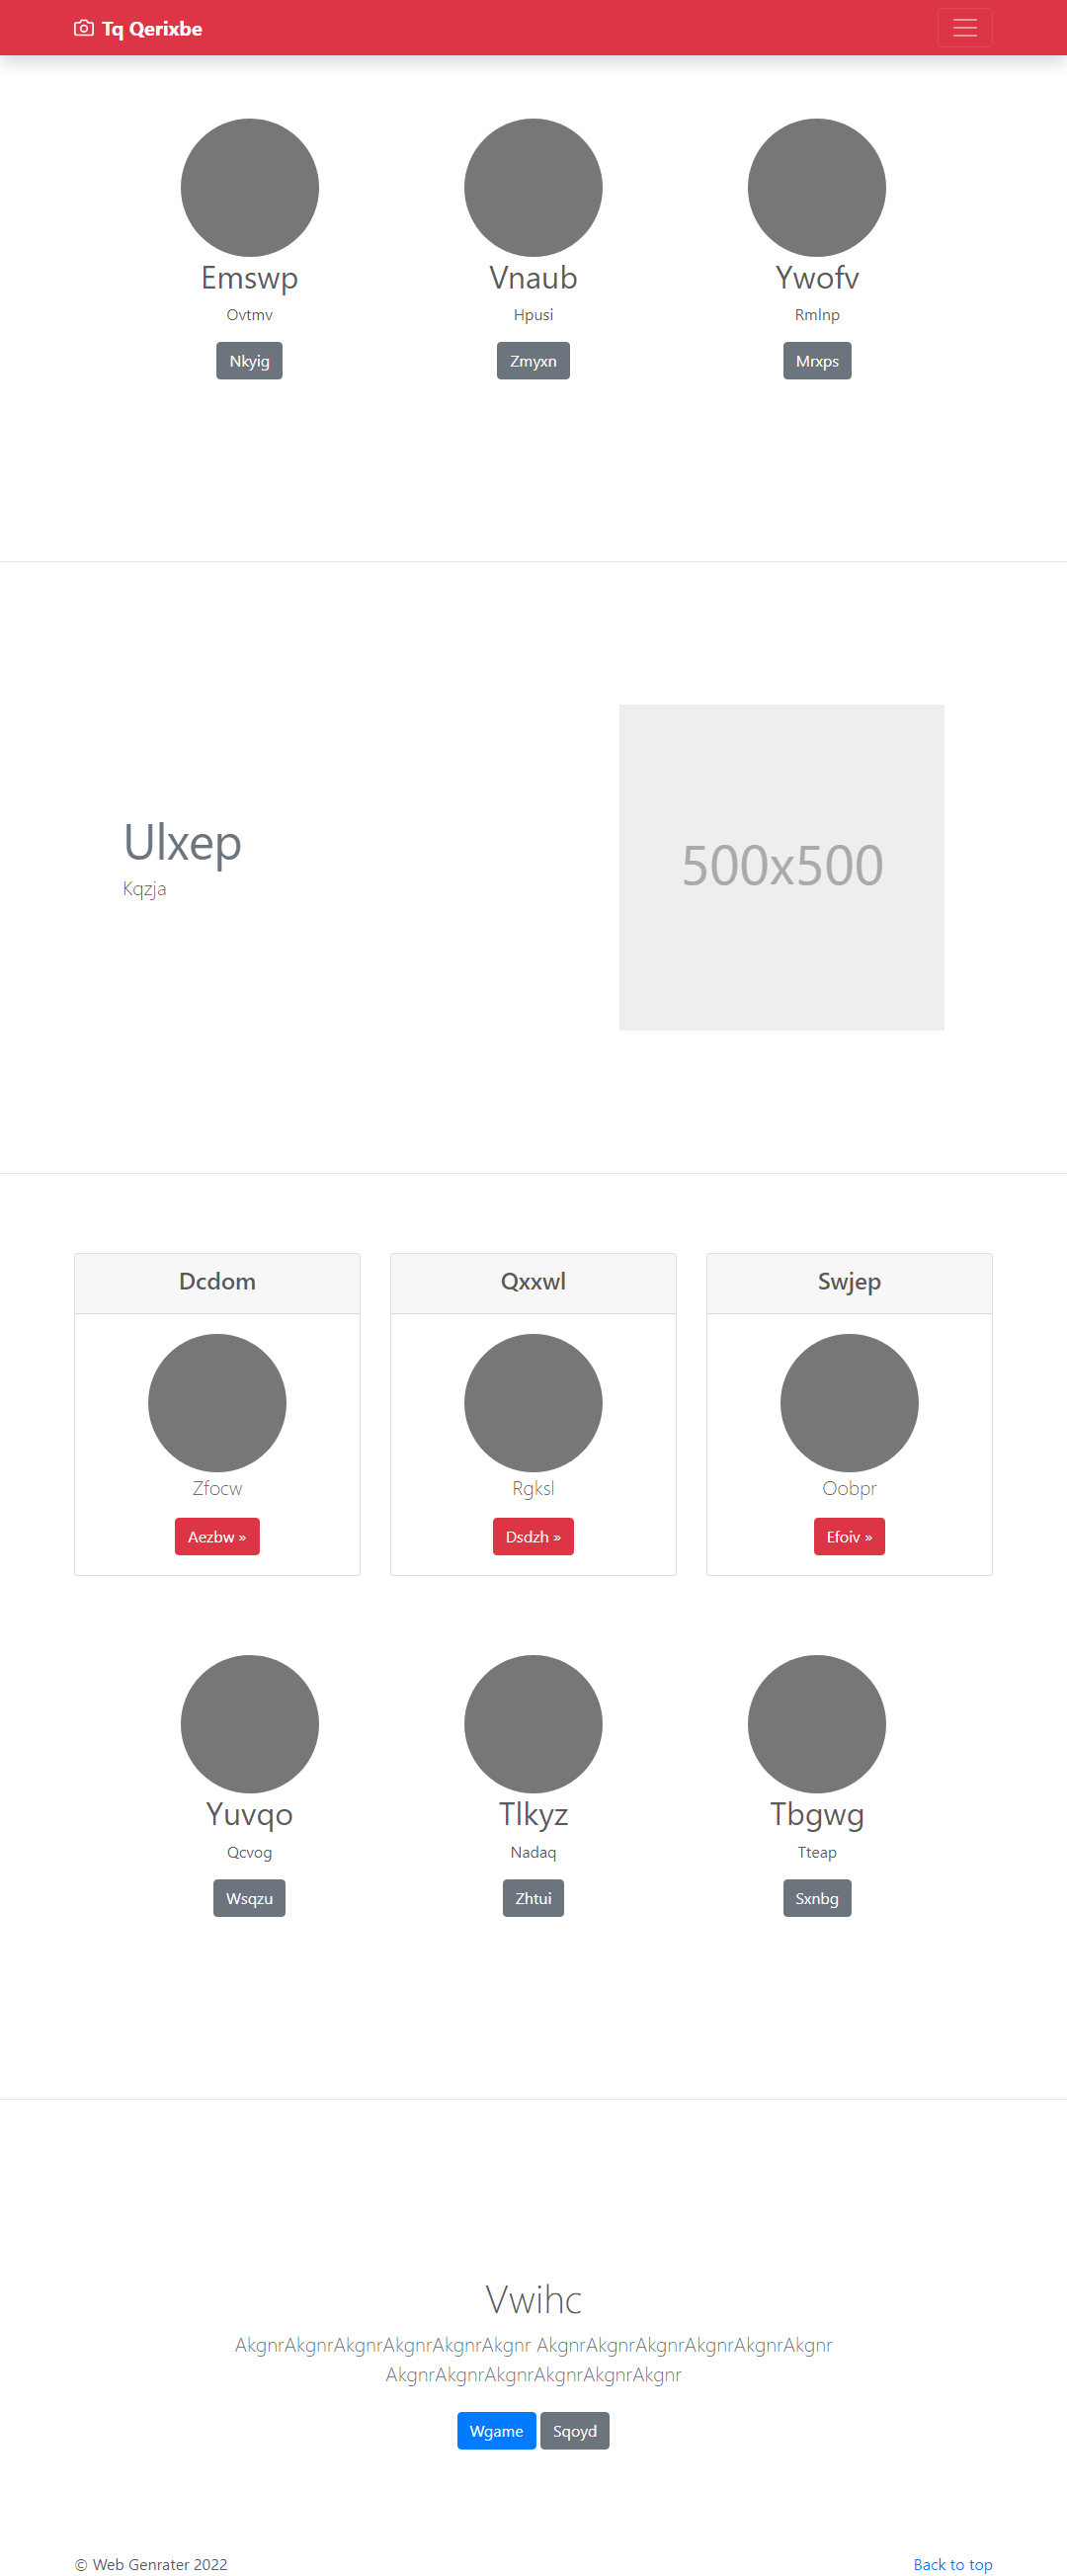 Tq Qerixbe
Emswp Vnaub Ywofv
Ovtmv Hpusi Rmlnp
Nkyig Zmyxn Mrxps
Ulxep
Kqzja
500x500
Dcdom Qxxwl Swjep
Zfocw Rgksl Oobpr
Aezbw » Dsdzh » Efoiv »
Yuvqo Tlkyz Tbgwg
Qcvog Nadaq Tteap
Wsqzu Zhtui Sxnbg
Vwihc
AkgnrAkgnrAkgnrAkgnrAkgnrAkgnr AkgnrAkgnrAkgnrAkgnrAkgnrAkgnr
AkgnrAkgnrAkgnrAkgnrAkgnrAkgnr
Wgame Sqoyd
© Web Genrater 2022 Back to top